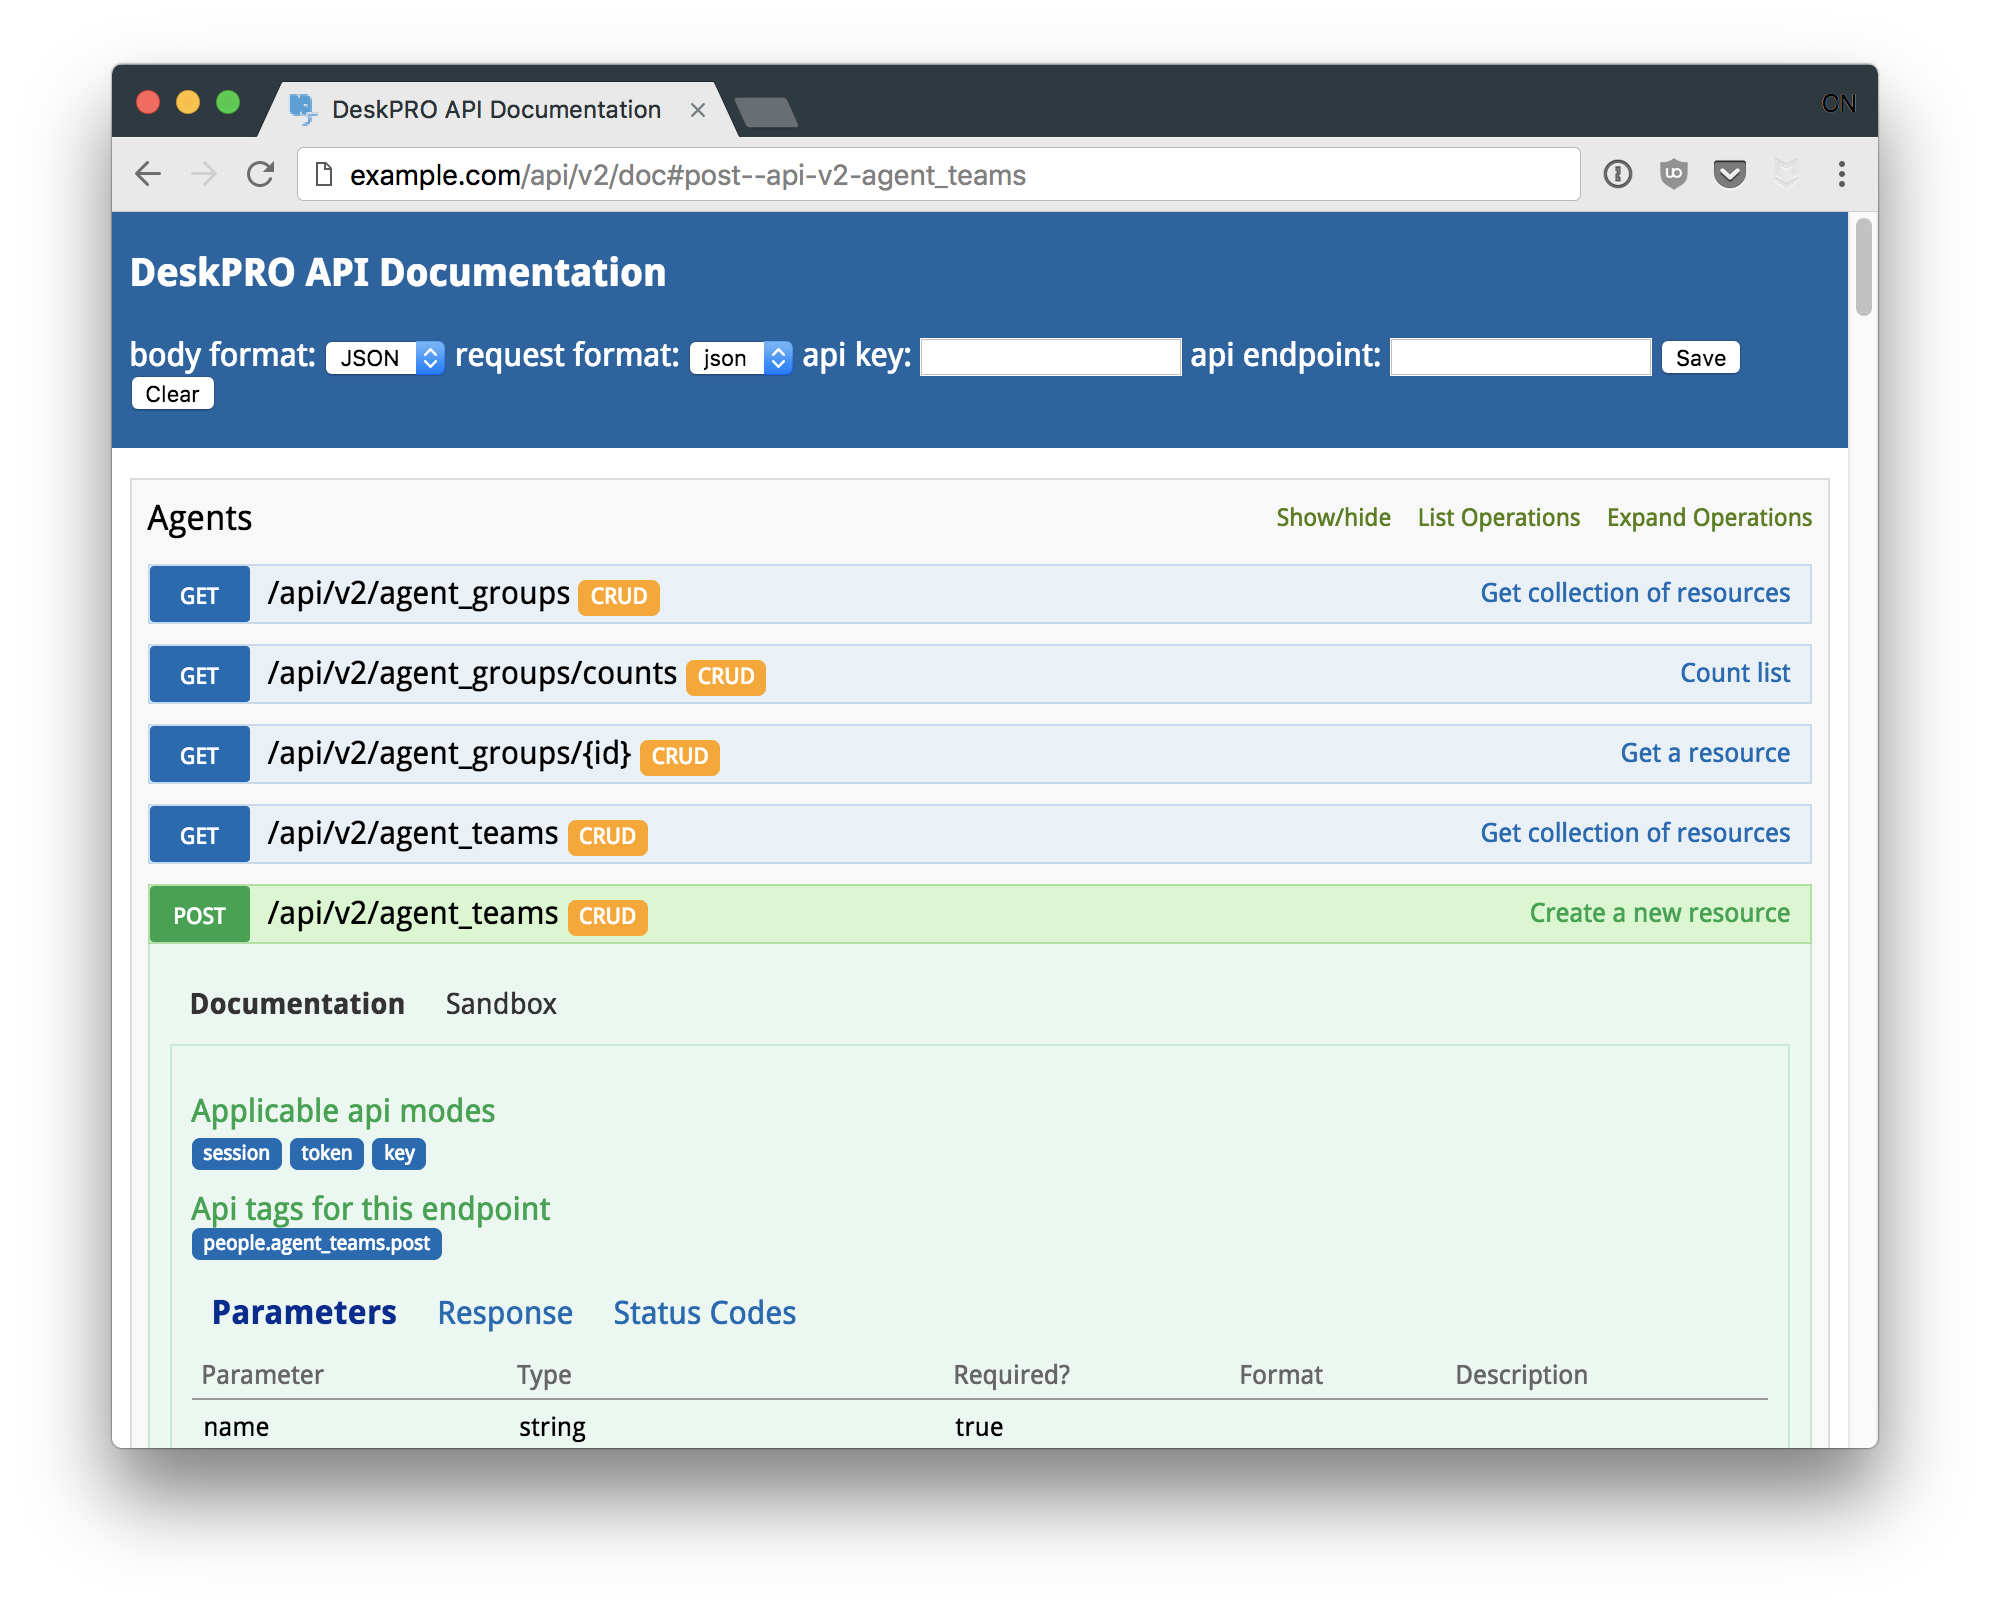 DeskPRO API Documentation
CN
example.com/api/v2/doc#post--api-v2-agent_teams
DeskPRO API Documentation
body format: JSON request format: json api key: api endpoint: Save
Clear
Agents Show/hide List Operations Expand Operations
GET /api/v2/agent_groups CRUD Get collection of resources
GET /api/v2/agent_groups/counts CRUD Count list
GET /api/v2/agent_groups/{id} CRUD Get a resource
GET /api/v2/agent_teams CRUD Get collection of resources
POST /api/v2/agent_teams CRUD Create a new resource
Documentation Sandbox
Applicable api modes
session token key
Api tags for this endpoint
people.agent_teams.post
Parameters Response Status Codes
Parameter Type Required? Format Description
name string true